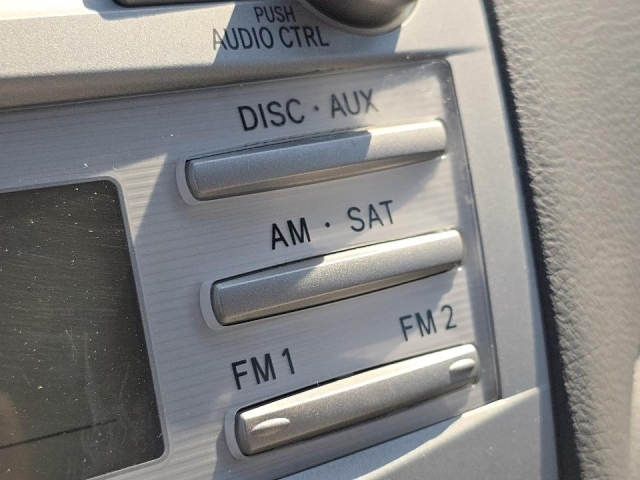 PUSH
AUDIO CTRL
DISC · AUX
AM · SAT
FM 1
FM 2